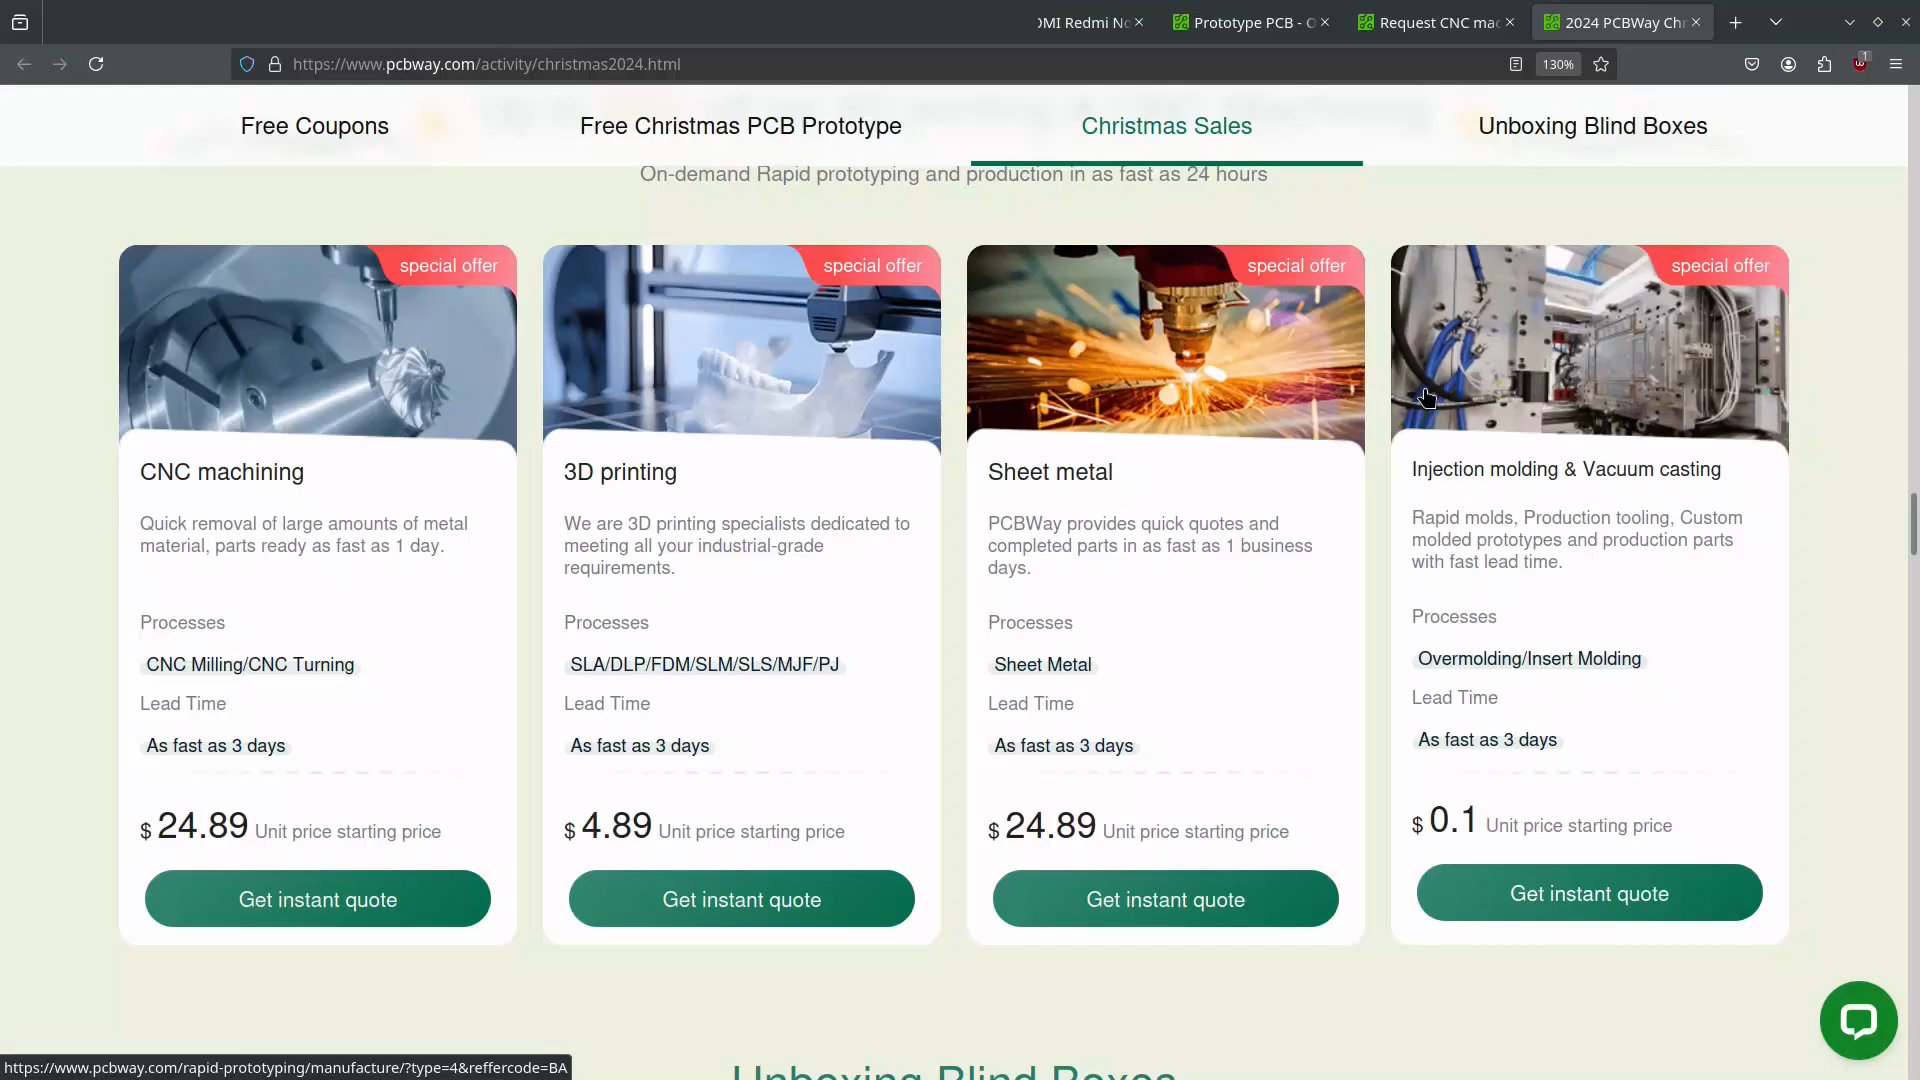 OMI Redmi No
Prototype PCB - O
Request CNC mac
2024 PCBWay Chr
https://www.pcbway.com/activity/christmas2024.html
130%
1
Free Coupons
Free Christmas PCB Prototype
Christmas Sales
Unboxing Blind Boxes
On-demand Rapid prototyping and production in as fast as 24 hours
special offer
CNC machining
Quick removal of large amounts of metal
material, parts ready as fast as 1 day.
Processes
CNC Milling/CNC Turning
Lead Time
As fast as 3 days
$ 24.89 Unit price starting price
Get instant quote
special offer
3D printing
We are 3D printing specialists dedicated to
meeting all your industrial-grade
requirements.
Processes
SLA/DLP/FDM/SLM/SLS/MJF/PJ
Lead Time
As fast as 3 days
$ 4.89 Unit price starting price
Get instant quote
special offer
Sheet metal
PCBWay provides quick quotes and
completed parts in as fast as 1 business
days.
Processes
Sheet Metal
Lead Time
As fast as 3 days
$ 24.89 Unit price starting price
Get instant quote
special offer
Injection molding & Vacuum casting
Rapid molds, Production tooling, Custom
molded prototypes and production parts
with fast lead time.
Processes
Overmolding/Insert Molding
Lead Time
As fast as 3 days
$ 0.1 Unit price starting price
Get instant quote
Unboxing Blind Boxes
https://www.pcbway.com/rapid-prototyping/manufacture/?type=4&reffercode=BA